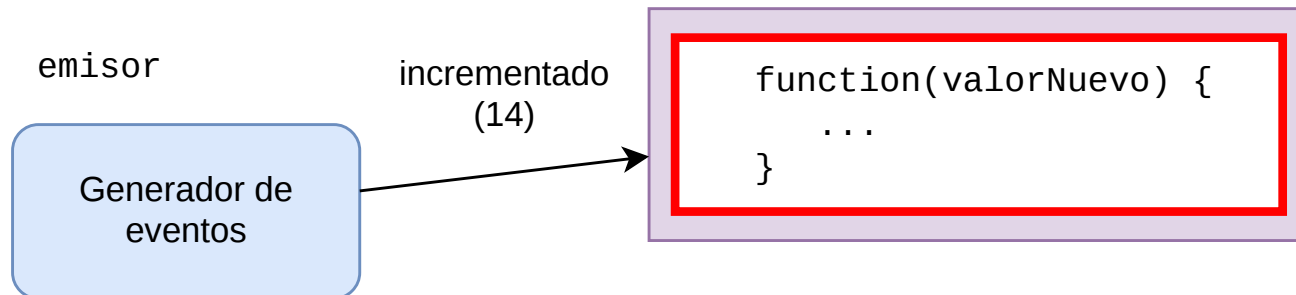 emisor
Generador de
eventos
incrementado
(14)
function(valorNuevo) {
...
}